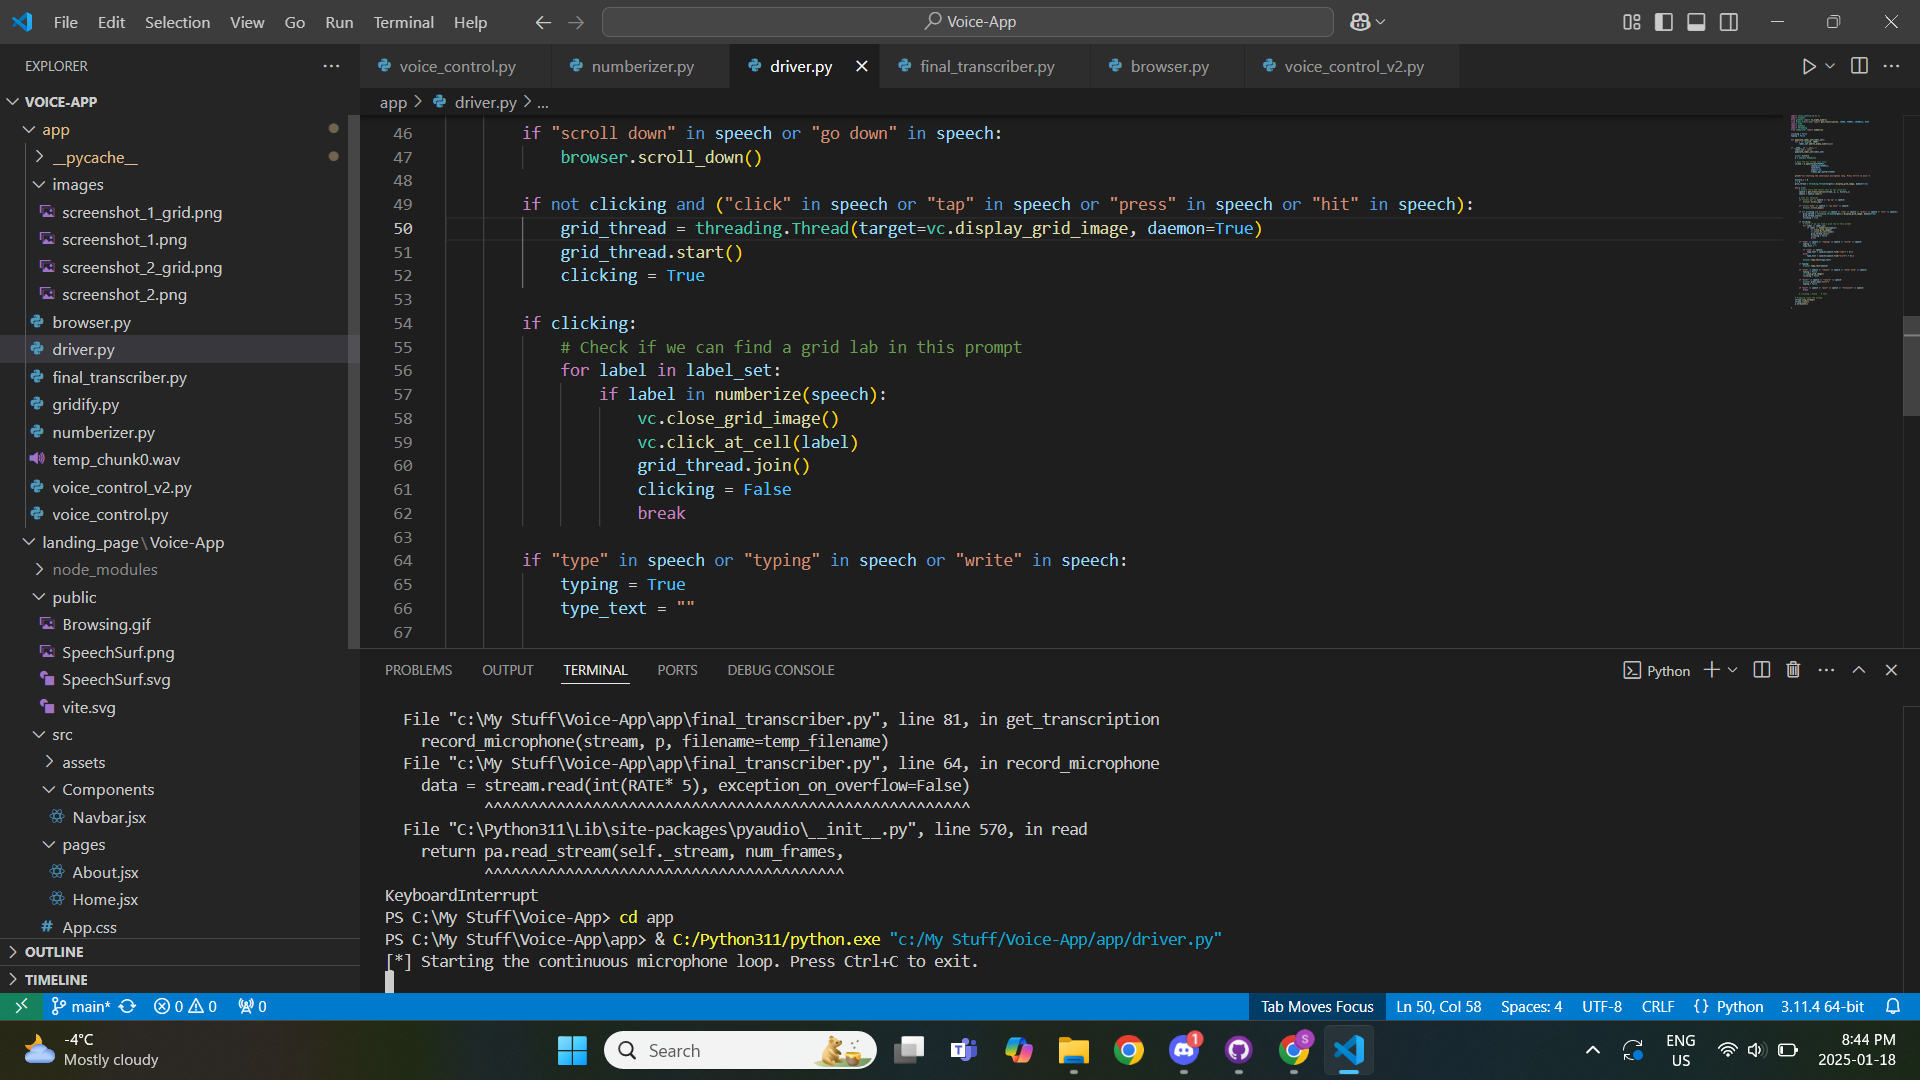 File Edit Selection View Go Run Terminal Help
Voice-App
EXPLORER
VOICE-APP
app
__pycache__
images
screenshot_1_grid.png
screenshot_1.png
screenshot_2_grid.png
screenshot_2.png
browser.py
driver.py
final_transcriber.py
gridify.py
numberizer.py
temp_chunk0.wav
voice_control_v2.py
voice_control.py
landing_page\Voice-App
node_modules
public
Browsing.gif
SpeechSurf.png
SpeechSurf.svg
vite.svg
src
assets
Components
Navbar.jsx
pages
About.jsx
Home.jsx
App.css
OUTLINE
TIMELINE
voice_control.py numberizer.py driver.py final_transcriber.py browser.py voice_control_v2.py
app > driver.py > ...
46 if "scroll down" in speech or "go down" in speech:
47 browser.scroll_down()
48
49 if not clicking and ("click" in speech or "tap" in speech or "press" in speech or "hit" in speech):
50 grid_thread = threading.Thread(target=vc.display_grid_image, daemon=True)
51 grid_thread.start()
52 clicking = True
53
54 if clicking:
55 # Check if we can find a grid lab in this prompt
56 for label in label_set:
57 if label in numberize(speech):
58 vc.close_grid_image()
59 vc.click_at_cell(label)
60 grid_thread.join()
61 clicking = False
62 break
63
64 if "type" in speech or "typing" in speech or "write" in speech:
65 typing = True
66 type_text = ""
67
PROBLEMS OUTPUT TERMINAL PORTS DEBUG CONSOLE
Python
File "c:\My Stuff\Voice-App\app\final_transcriber.py", line 81, in get_transcription
record_microphone(stream, p, filename=temp_filename)
File "c:\My Stuff\Voice-App\app\final_transcriber.py", line 64, in record_microphone
data = stream.read(int(RATE* 5), exception_on_overflow=False)
^^^^^^^^^^^^^^^^^^^^^^^^^^^^^^^^^^^^^^^^^^^^^^^^^^^^^^
File "C:\Python311\Lib\site-packages\pyaudio\__init__.py", line 570, in read
return pa.read_stream(self._stream, num_frames,
^^^^^^^^^^^^^^^^^^^^^^^^^^^^^^^^^^^^^^^^
KeyboardInterrupt
PS C:\My Stuff\Voice-App> cd app
PS C:\My Stuff\Voice-App\app> & C:/Python311/python.exe "c:/My Stuff/Voice-App/app/driver.py"
[*] Starting the continuous microphone loop. Press Ctrl+C to exit.
main* 0 0 0
Tab Moves Focus Ln 50, Col 58 Spaces: 4 UTF-8 CRLF {} Python 3.11.4 64-bit
-4°C
Mostly cloudy
Search
1
S
ENG
US
8:44 PM
2025-01-18